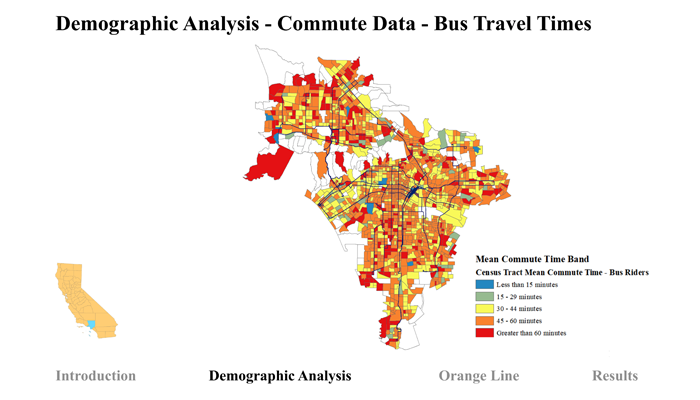 Demographic Analysis - Commute Data - Bus Travel Times
Mean Commute Time Band
Census Tract Mean Commute Time - Bus Riders
Less than 15 minutes
15 - 29 minutes
30 - 44 minutes
45 - 60 minutes
Greater than 60 minutes
Introduction Demographic Analysis Orange Line Results